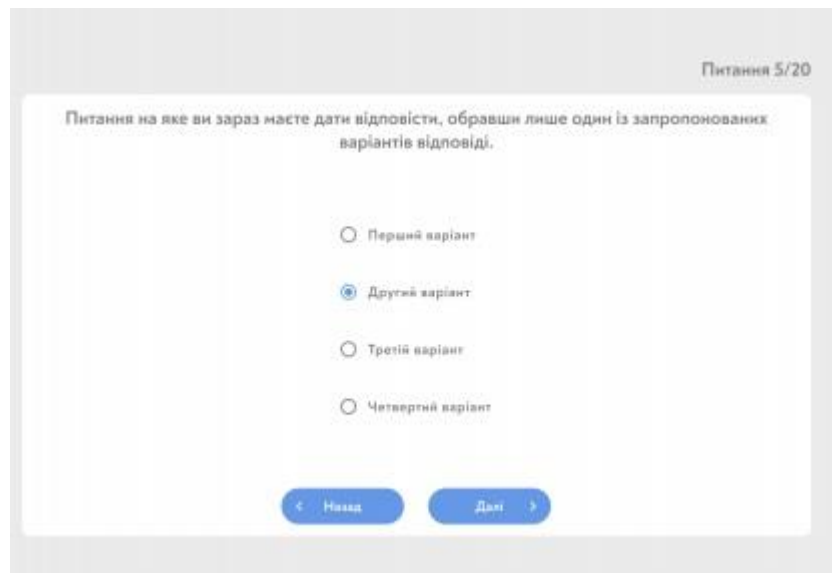 Питання 5/20
Питання на яке ви зараз маєте дати відповісти, обравши лише один із запропонованих
варіантів відповіді.
Перший варіант
Другий варіант
Третій варіант
Четвертий варіант
Назад
Далі